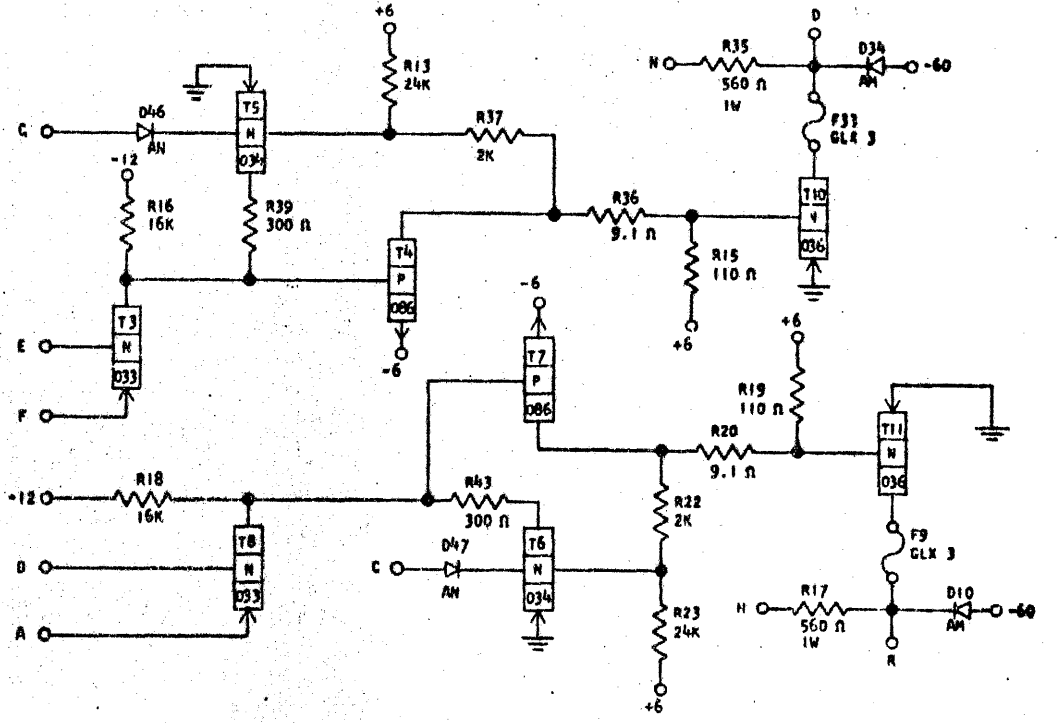 +6
D
R13
24K
R35
N
560 Ω
1W
D34
AM
-60
G
D46
AN
T5
N
034
R37
2K
F33
GLX 3
-12
R16
16K
R39
300 Ω
R36
9.1 Ω
T10
036
T4
P
086
-6
R15
110 Ω
+6
T3
N
033
E
F
-6
T7
P
086
+6
R19
110 Ω
T11
N
036
R20
9.1 Ω
R18
16K
R43
300 Ω
R22
2K
T8
N
033
D
A
C
D47
AN
T6
N
034
F9
GLX 3
R23
24K
+6
H
R17
560 Ω
1W
D10
AM
-60
R